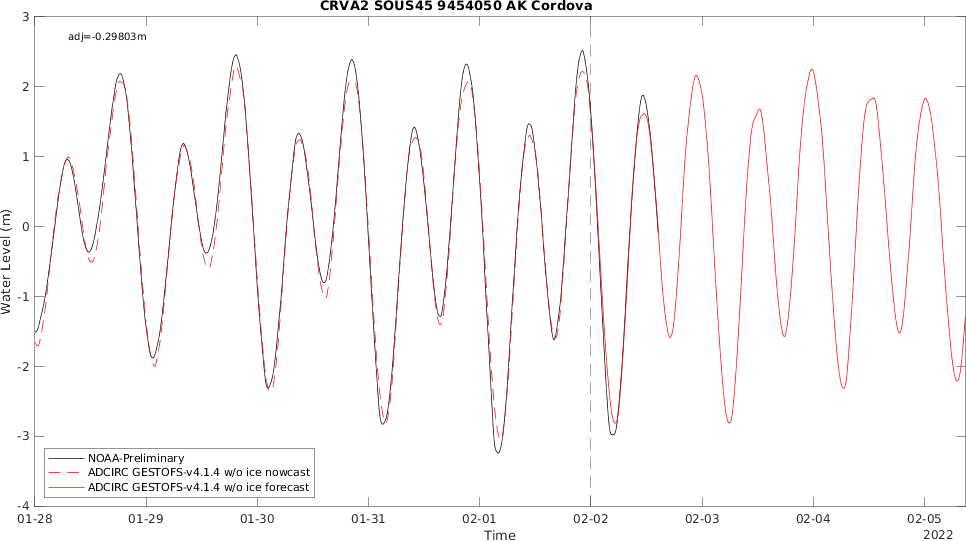 CRVA2 SOUS45 9454050 AK Cordova
adj=-0.29803m
3
2
1
0
-1
-2
-3
-4
Water Level (m)
NOAA-Preliminary
ADCIRC GESTOFS-v4.1.4 w/o ice nowcast
ADCIRC GESTOFS-v4.1.4 w/o ice forecast
01-28 01-29 01-30 01-31 02-01 02-02 02-03 02-04 02-05
Time
2022